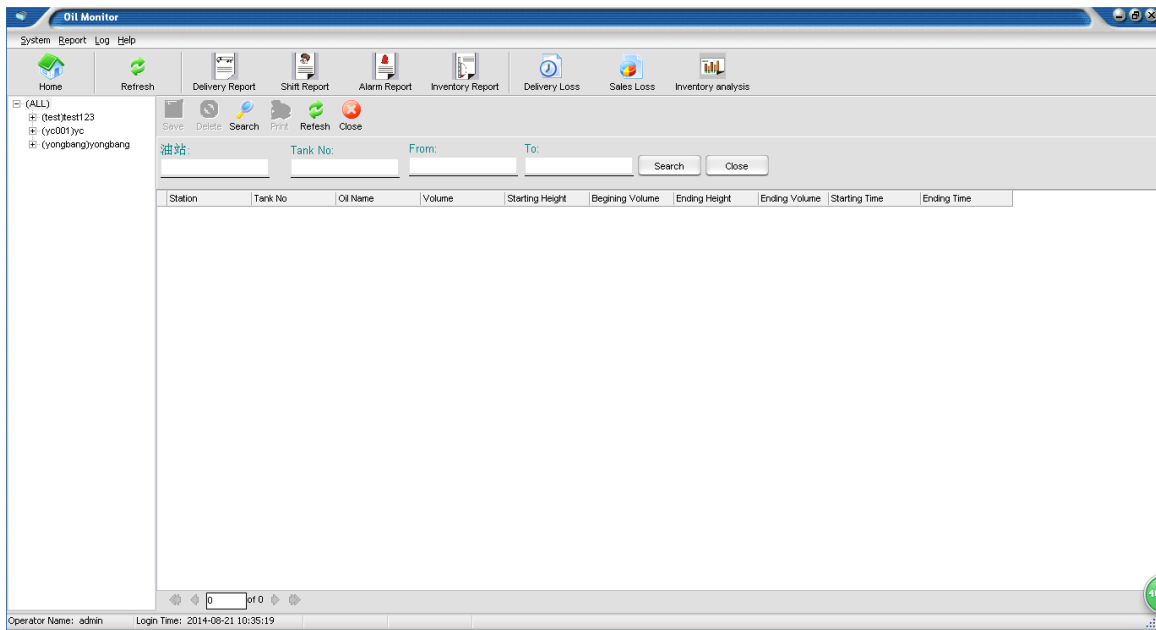 Oil Monitor
System Report Log Help
Home Refresh Delivery Report Shift Report Alarm Report Inventory Report Delivery Loss Sales Loss Inventory analysis
(ALL)
(test)test123
(yc001)yc
(yongbang)yongbang
Save Delete Search Print Refesh Close
油站: Tank No: From: To:
Search Close
Station Tank No Oil Name Volume Starting Height Begining Volume Ending Height Ending Volume Starting Time Ending Time
0 of 0
Operator Name: admin Login Time: 2014-08-21 10:35:19